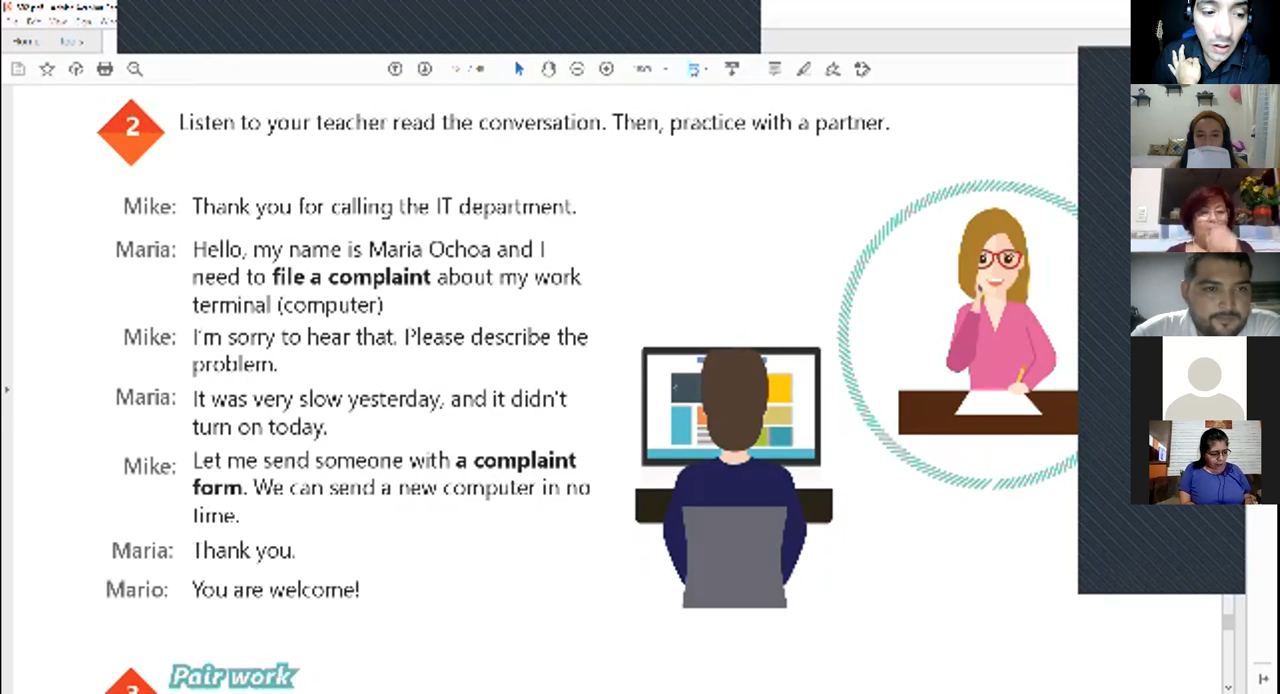 2
Listen to your teacher read the conversation. Then, practice with a partner.
Mike: Thank you for calling the IT department.
Maria: Hello, my name is Maria Ochoa and I
need to file a complaint about my work
terminal (computer)
Mike: I'm sorry to hear that. Please describe the
problem.
Maria: It was very slow yesterday, and it didn't
turn on today.
Mike: Let me send someone with a complaint
form. We can send a new computer in no
time.
Maria: Thank you.
Mario: You are welcome!
3
Pair work